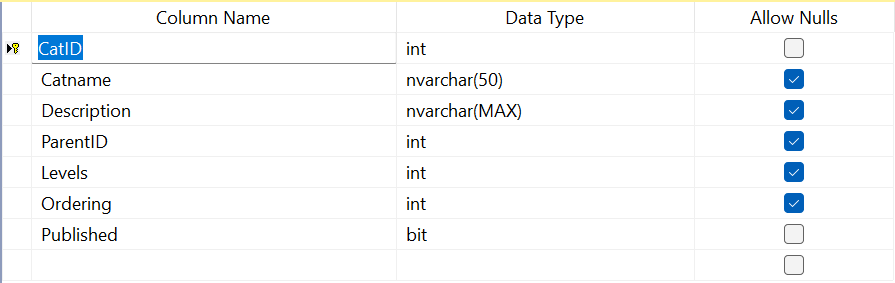 Column Name Data Type Allow Nulls
CatID int
Catname nvarchar(50)
Description nvarchar(MAX)
ParentID int
Levels int
Ordering int
Published bit